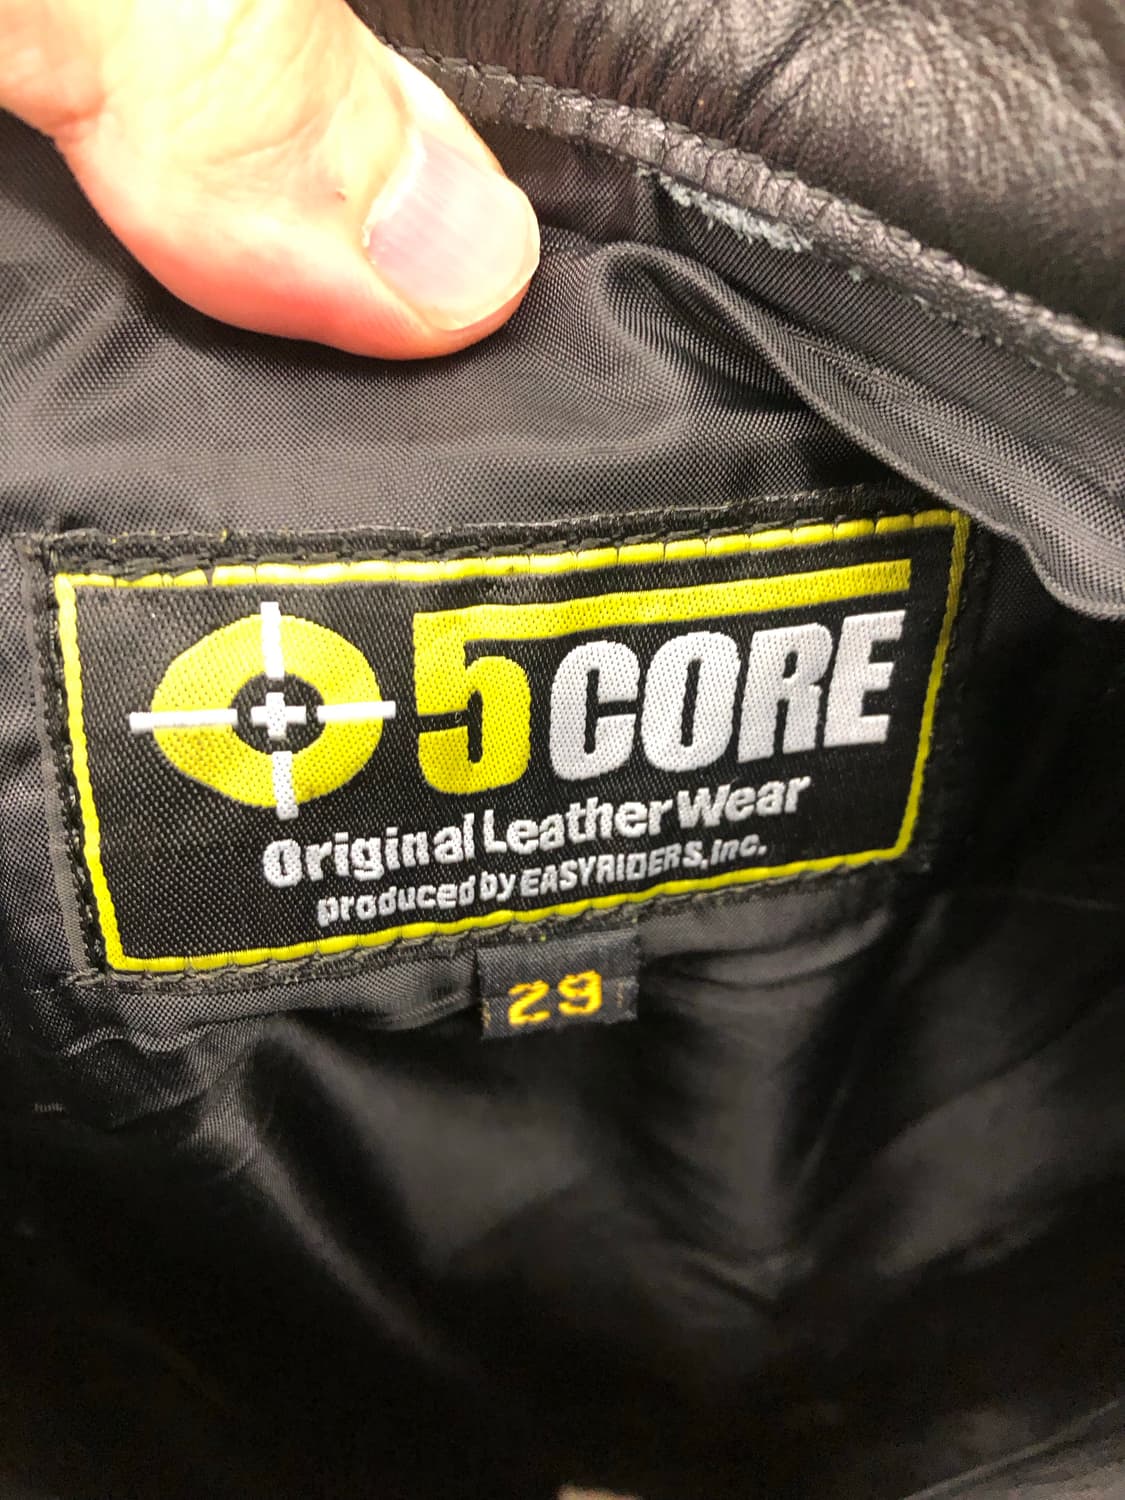 5CORE
Original Leather Wear
produced by EASYRIDERS, Inc.
29